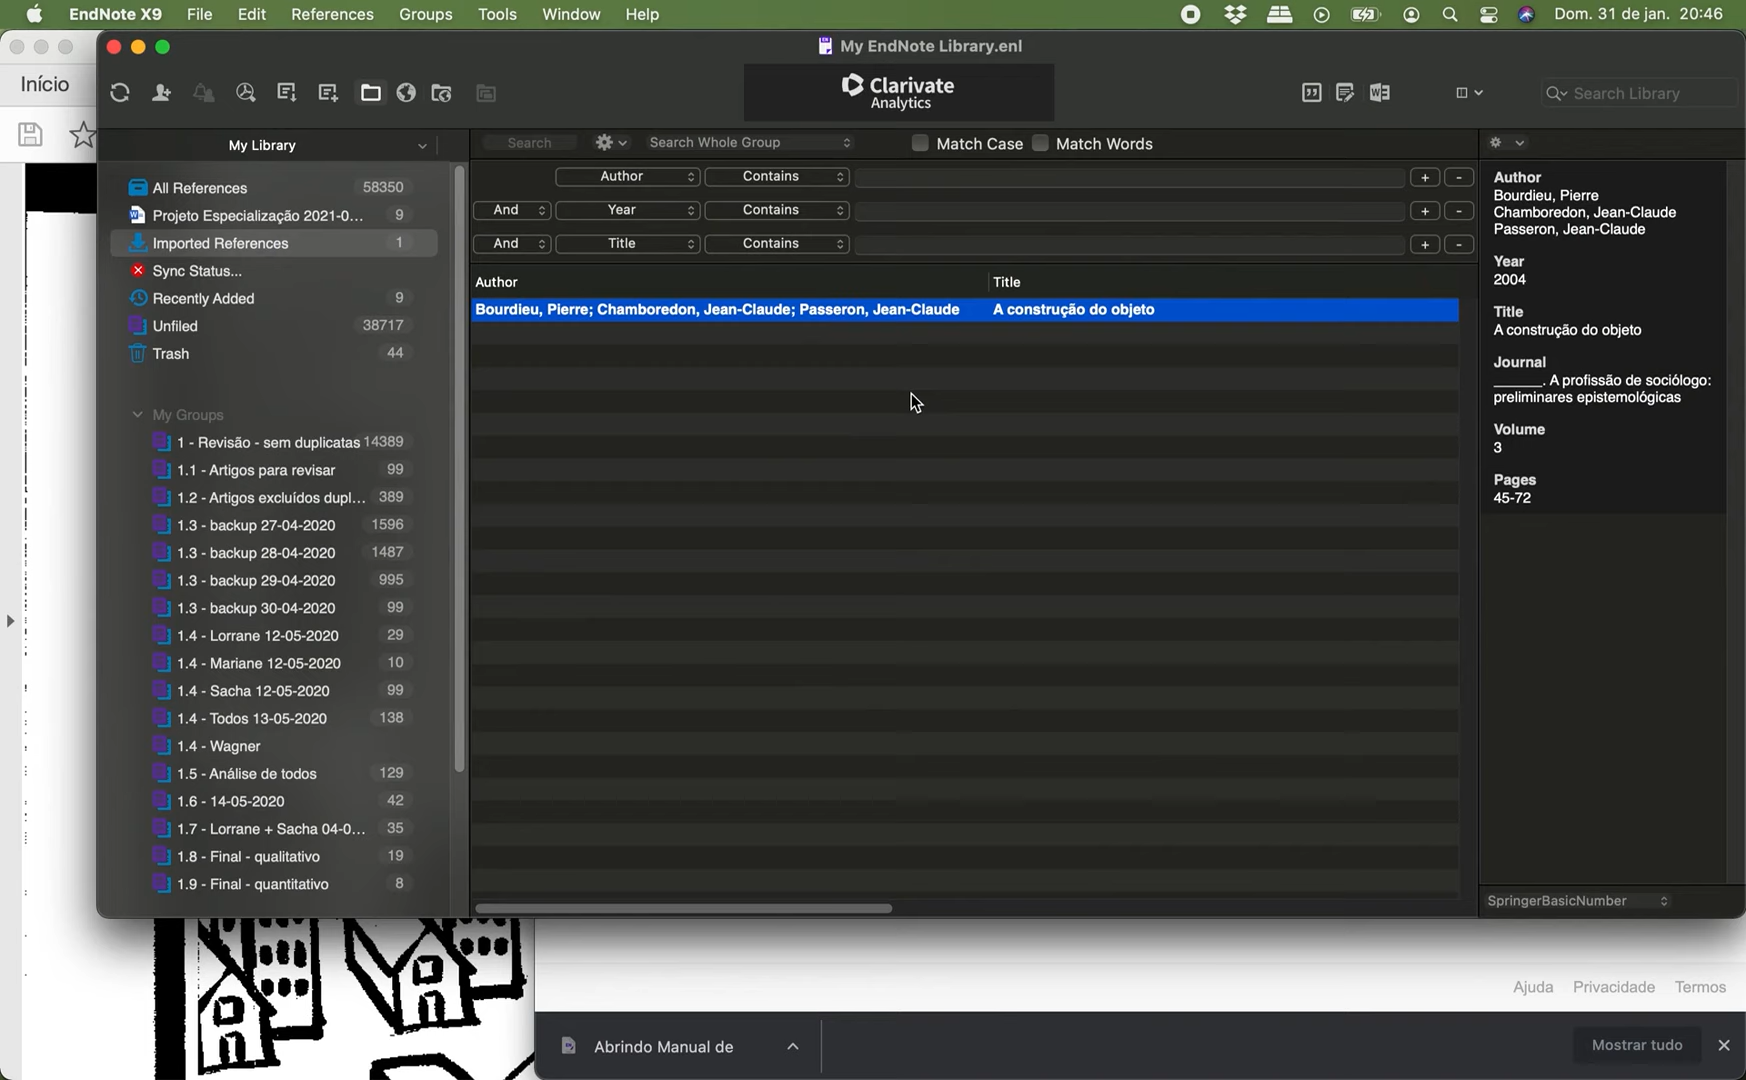 EndNote X9 File Edit References Groups Tools Window Help Dom. 31 de jan. 20:46
My EndNote Library.enl
Início
Clarivate
Analytics
Search Library
My Library
Search Search Whole Group Match Case Match Words
Author Contains + -
And Year Contains + -
And Title Contains + -
Author Title
Bourdieu, Pierre; Chamboredon, Jean-Claude; Passeron, Jean-Claude A construção do objeto
All References 58350
Projeto Especialização 2021-0... 9
Imported References 1
Sync Status...
Recently Added 9
Unfiled 38717
Trash 44
My Groups
1 - Revisão - sem duplicatas 14389
1.1 - Artigos para revisar 99
1.2 - Artigos excluídos dupl... 389
1.3 - backup 27-04-2020 1596
1.3 - backup 28-04-2020 1487
1.3 - backup 29-04-2020 995
1.3 - backup 30-04-2020 99
1.4 - Lorrane 12-05-2020 29
1.4 - Mariane 12-05-2020 10
1.4 - Sacha 12-05-2020 99
1.4 - Todos 13-05-2020 138
1.4 - Wagner
1.5 - Análise de todos 129
1.6 - 14-05-2020 42
1.7 - Lorrane + Sacha 04-0... 35
1.8 - Final - qualitativo 19
1.9 - Final - quantitativo 8
Author
Bourdieu, Pierre
Chamboredon, Jean-Claude
Passeron, Jean-Claude
Year
2004
Title
A construção do objeto
Journal
______. A profissão de sociólogo:
preliminares epistemológicas
Volume
3
Pages
45-72
SpringerBasicNumber
Ajuda Privacidade Termos
Abrindo Manual de
Mostrar tudo